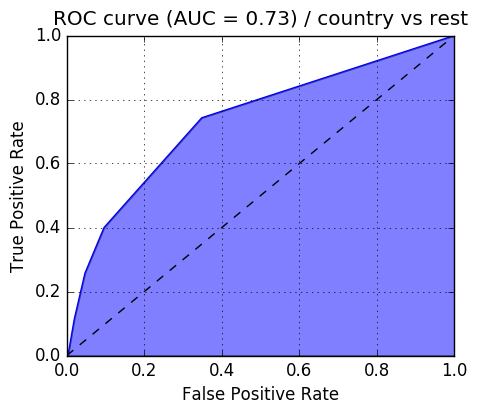 ROC curve (AUC = 0.73) / country vs rest
1.0
0.8
0.6
0.4
0.2
0.0
True Positive Rate
0.0 0.2 0.4 0.6 0.8 1.0
False Positive Rate